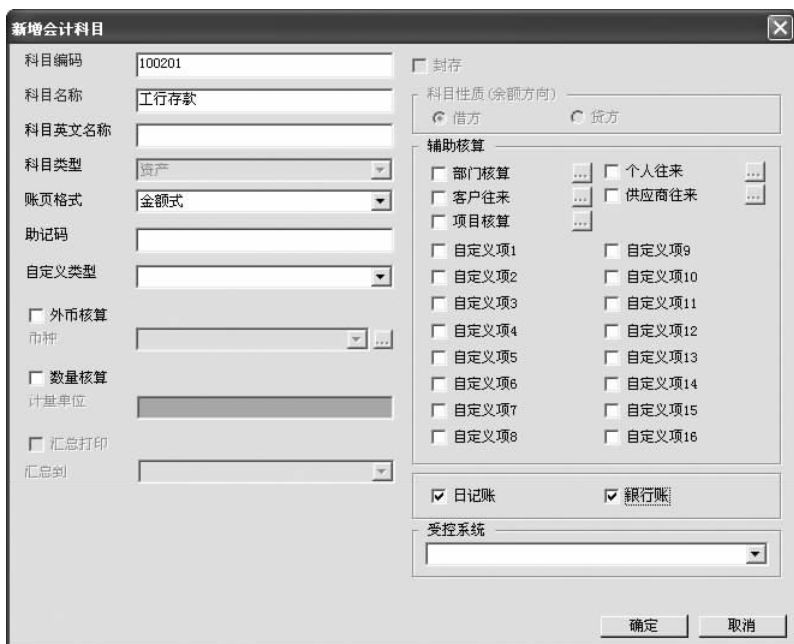 新增会计科目
科目编码 100201
科目名称 工行存款
科目英文名称
科目类型 资产
账页格式 金额式
助记码
自定义类型
外币核算
币种 ...
数量核算
计量单位
汇总打印
汇总到
封存
科目性质(余额方向)
借方 贷方
辅助核算
部门核算 ... 个人往来 ...
客户往来 ... 供应商往来 ...
项目核算 ...
自定义项1 自定义项9
自定义项2 自定义项10
自定义项3 自定义项11
自定义项4 自定义项12
自定义项5 自定义项13
自定义项6 自定义项14
自定义项7 自定义项15
自定义项8 自定义项16
日记账 银行账
受控系统
确定 取消